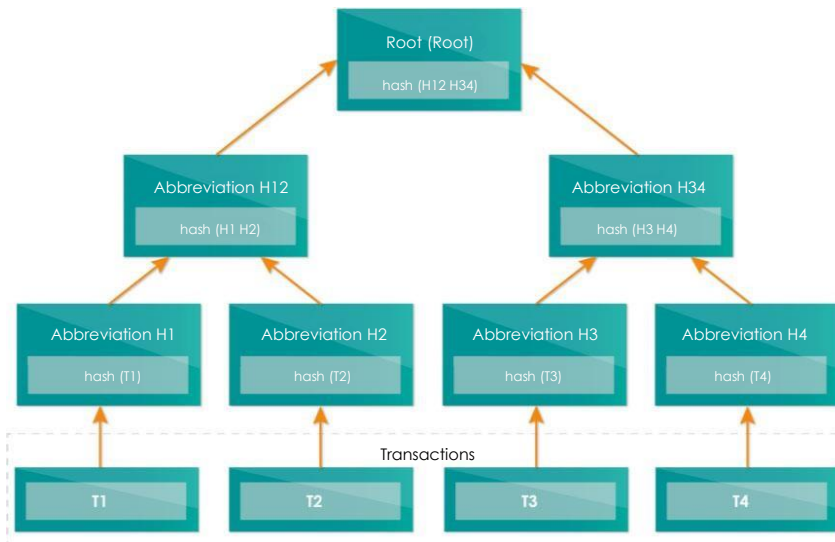 Root (Root)
hash (H12 H34)
Abbreviation H12
hash (H1 H2)
Abbreviation H34
hash (H3 H4)
Abbreviation H1
hash (T1)
Abbreviation H2
hash (T2)
Abbreviation H3
hash (T3)
Abbreviation H4
hash (T4)
Transactions
T1
T2
T3
T4